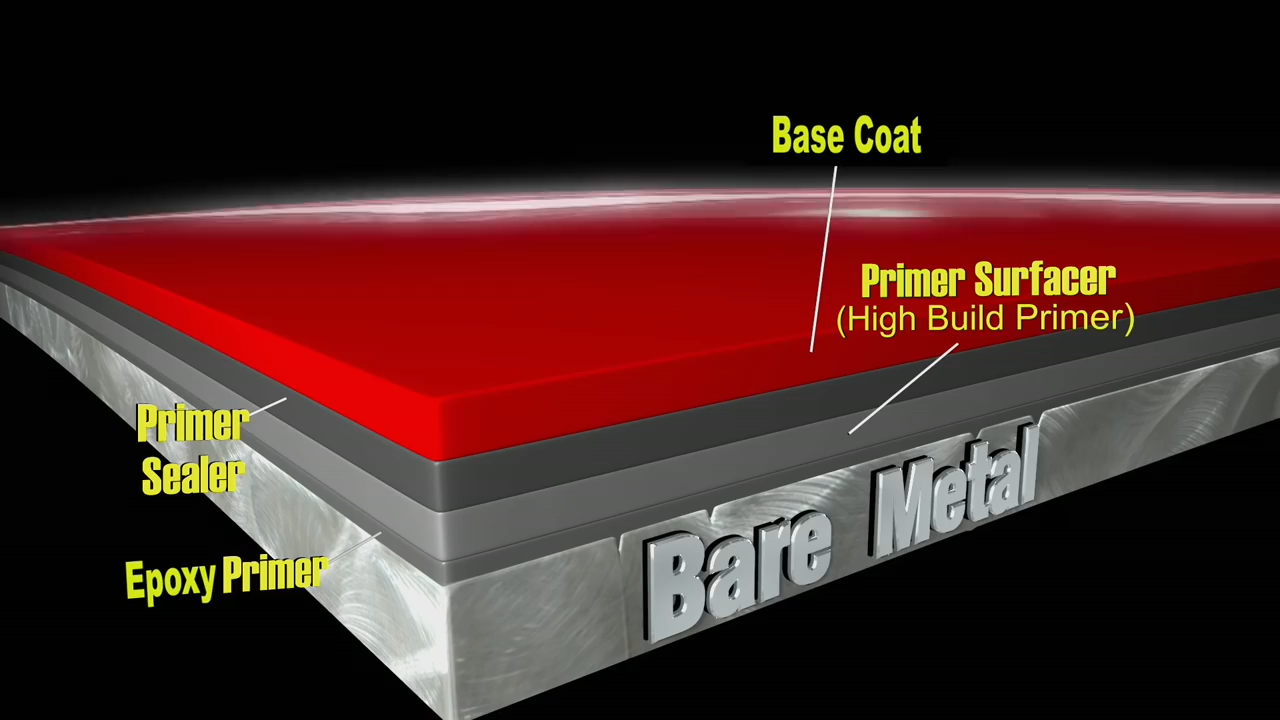 Base Coat
Primer Surfacer
(High Build Primer)
Primer
Sealer
Bare Metal
Epoxy Primer